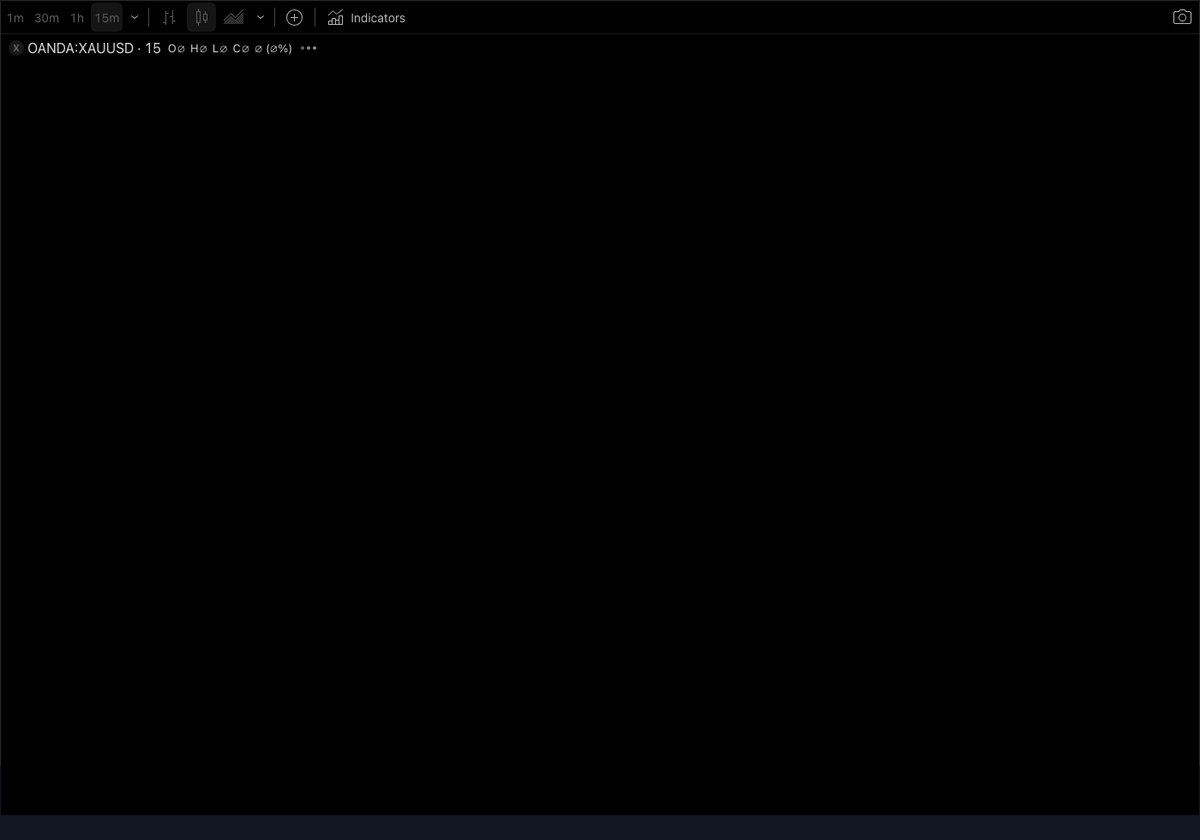 1m 30m 1h 15m Indicators
X OANDA:XAUUSD · 15 O∅ H∅ L∅ C∅ ∅ (∅%) •••